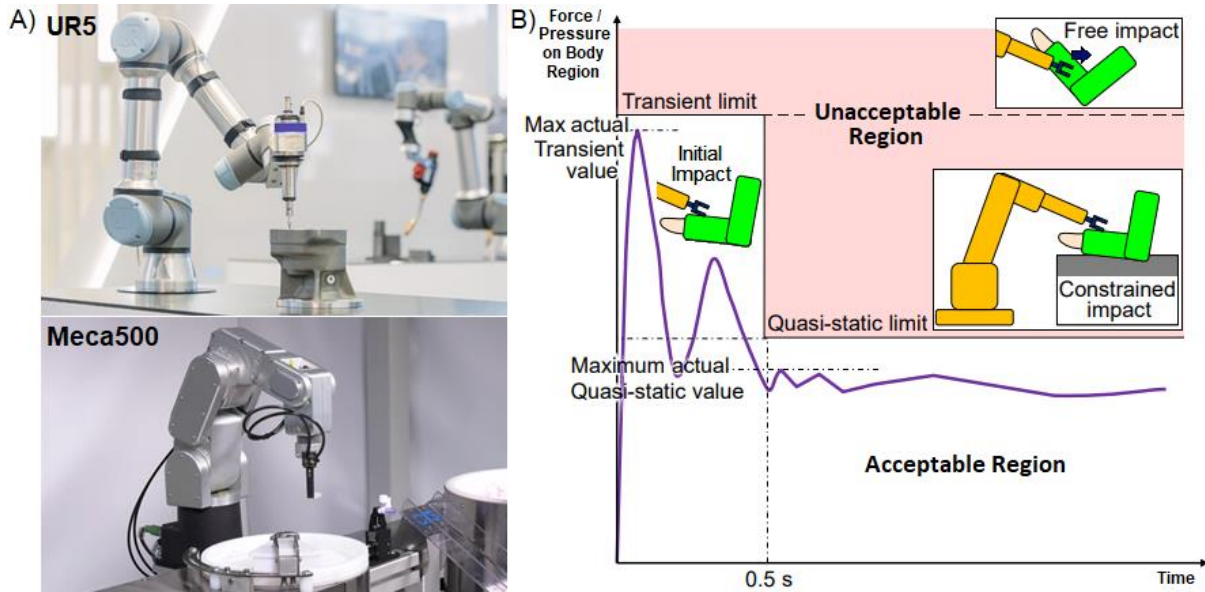 A)
UR5
Meca500
B)
Force /
Pressure
on Body
Region
Free impact
Transient limit
Unacceptable
Region
Max actual
Transient
value
Initial
Impact
Constrained
impact
Quasi-static limit
Maximum actual
Quasi-static value
Acceptable Region
0.5 s
Time